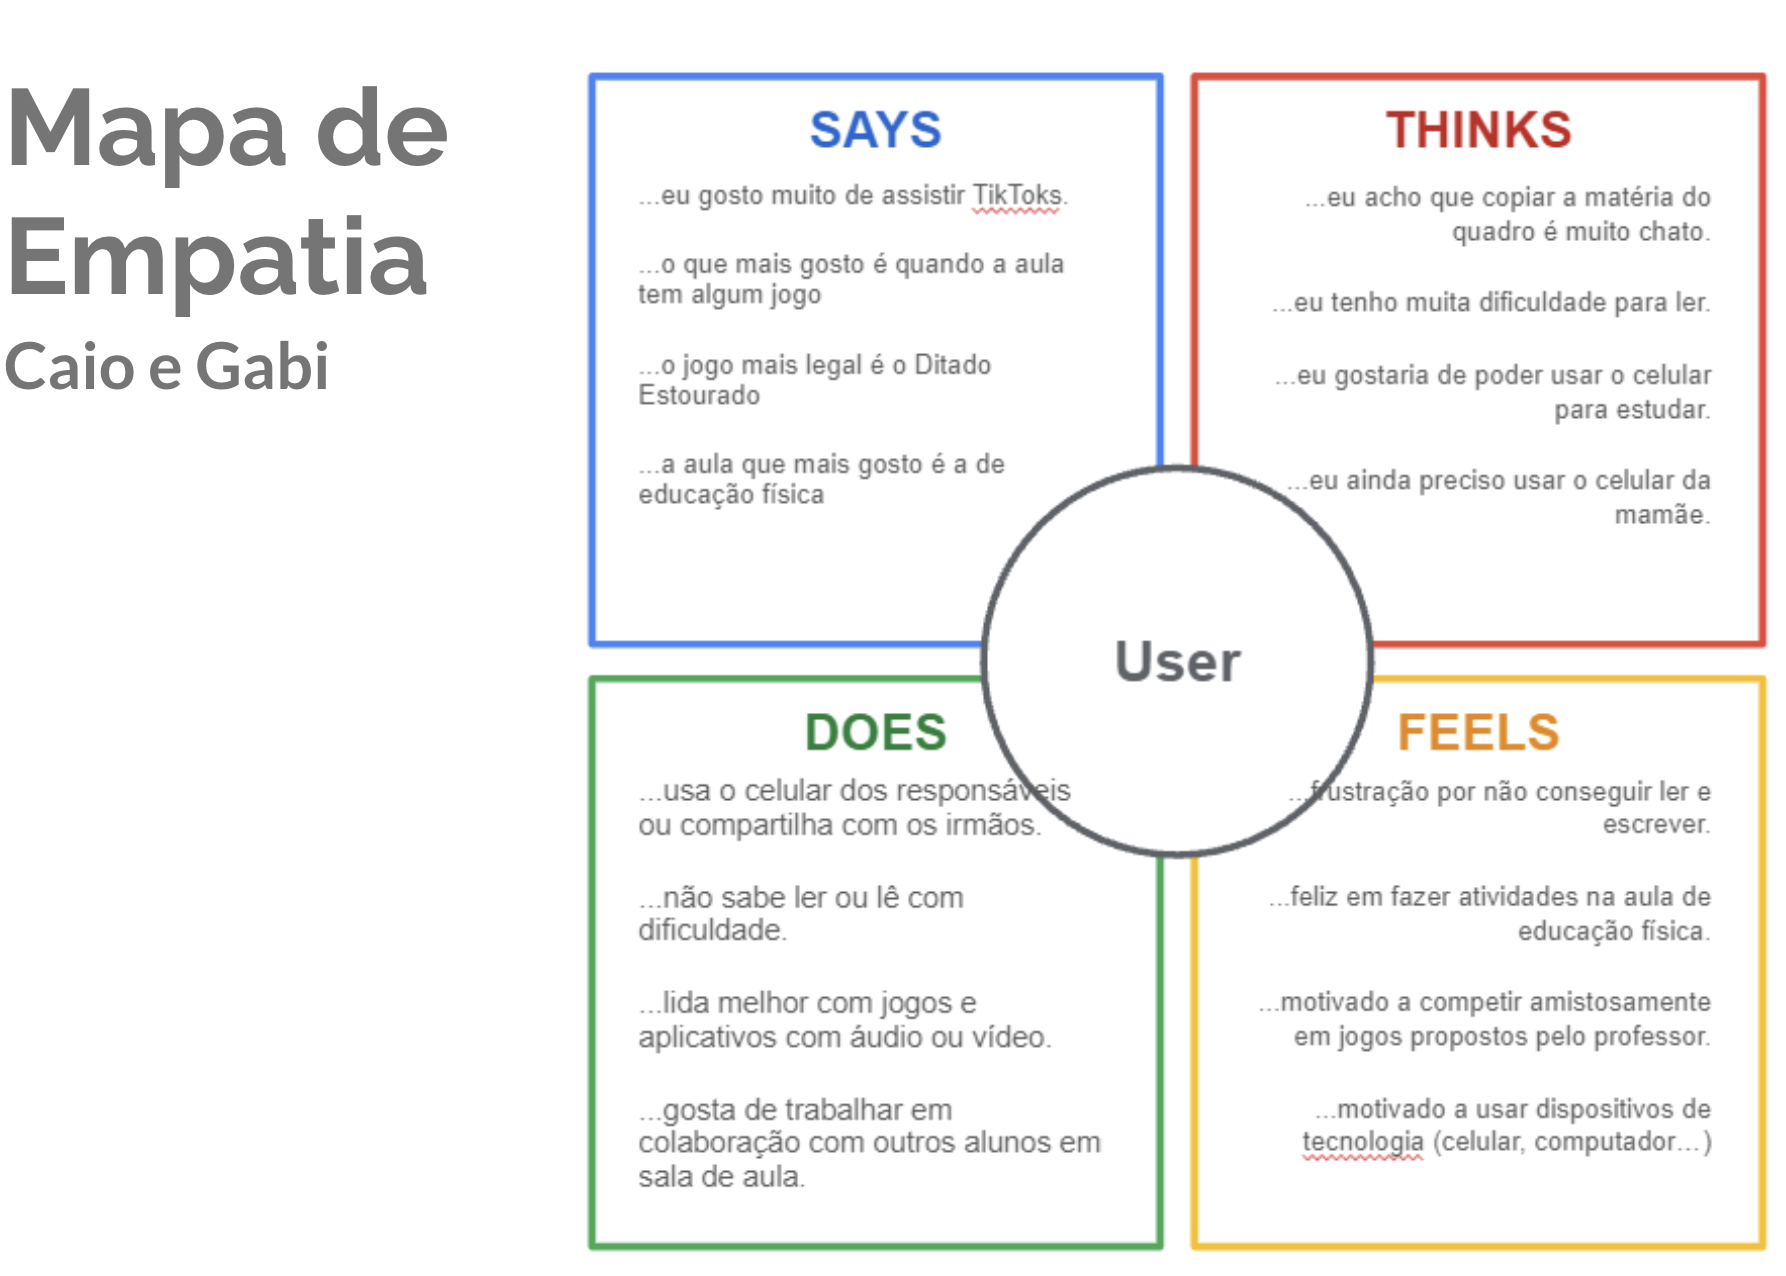 Mapa de
Empatia
Caio e Gabi
SAYS
...eu gosto muito de assistir TikToks.
...o que mais gosto é quando a aula
tem algum jogo
...o jogo mais legal é o Ditado
Estourado
...a aula que mais gosto é a de
educação física
THINKS
...eu acho que copiar a matéria do
quadro é muito chato.
...eu tenho muita dificuldade para ler.
...eu gostaria de poder usar o celular
para estudar.
...eu ainda preciso usar o celular da
mamãe.
User
DOES
...usa o celular dos responsáveis
ou compartilha com os irmãos.
...não sabe ler ou lê com
dificuldade.
...lida melhor com jogos e
aplicativos com áudio ou vídeo.
...gosta de trabalhar em
colaboração com outros alunos em
sala de aula.
FEELS
...frustração por não conseguir ler e
escrever.
...feliz em fazer atividades na aula de
educação física.
...motivado a competir amistosamente
em jogos propostos pelo professor.
...motivado a usar dispositivos de
tecnologia (celular, computador...)